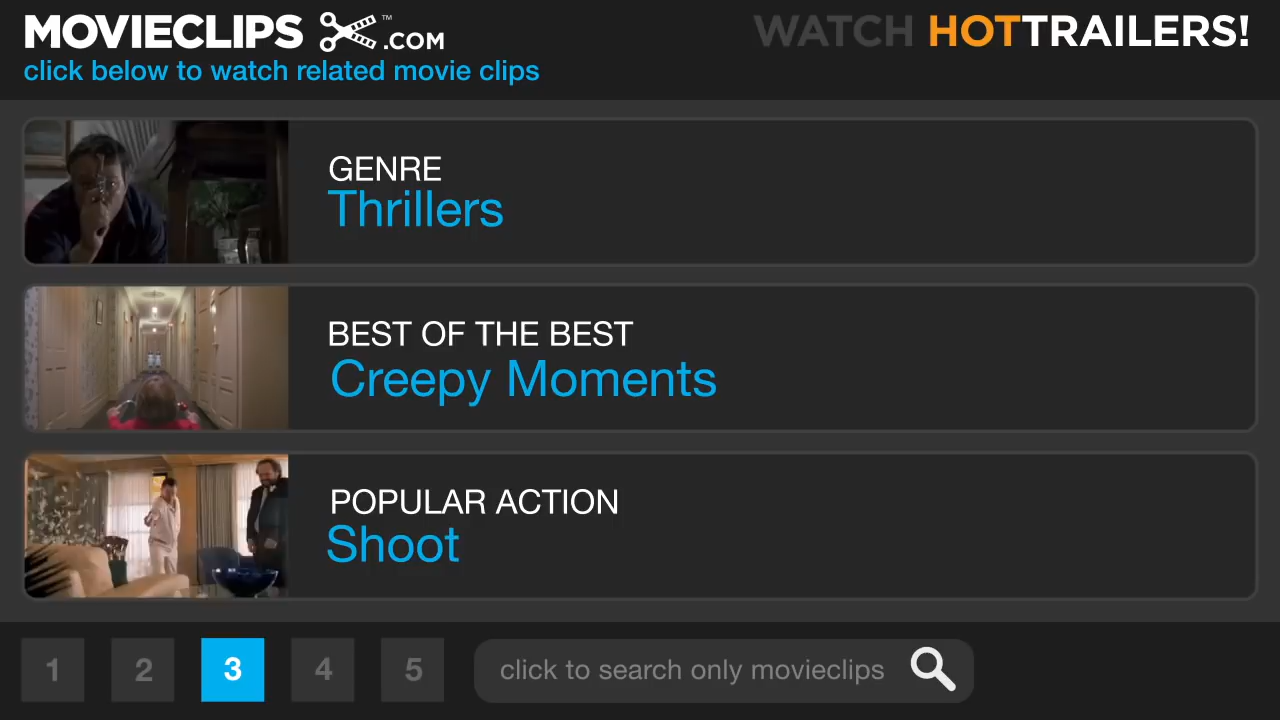 MOVIECLIPS ™ .COM
WATCH HOTTRAILERS!
click below to watch related movie clips
GENRE
Thrillers
BEST OF THE BEST
Creepy Moments
POPULAR ACTION
Shoot
1 2 3 4 5 click to search only movieclips